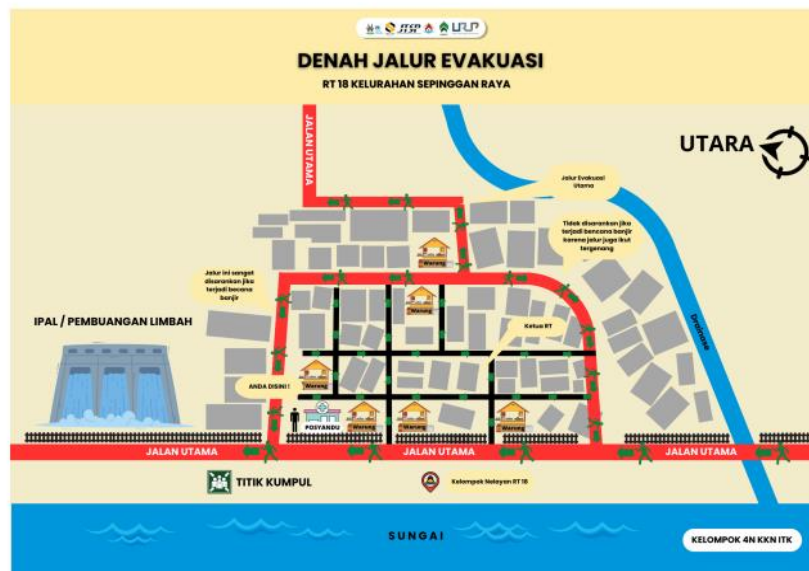 DENAH JALUR EVAKUASI
RT 18 KELURAHAN SEPINGGAN RAYA
UTARA
JALAN UTAMA
Jalur Evakuasi
Utama
Tidak disarankan jika
terjadi bencana banjir
karena jalur juga ikut
tergenang
Warung
Jalur ini sangat
disarankan jika
terjadi becana
banjir
Warung
IPAL / PEMBUANGAN LIMBAH
Ketua RT
Drainase
Warung
ANDA DISINI !
POSYANDU
Warung
Warung
Warung
JALAN UTAMA
JALAN UTAMA
JALAN UTAMA
TITIK KUMPUL
Kelompok Nelayan RT 18
SUNGAI
KELOMPOK 4N KKN ITK